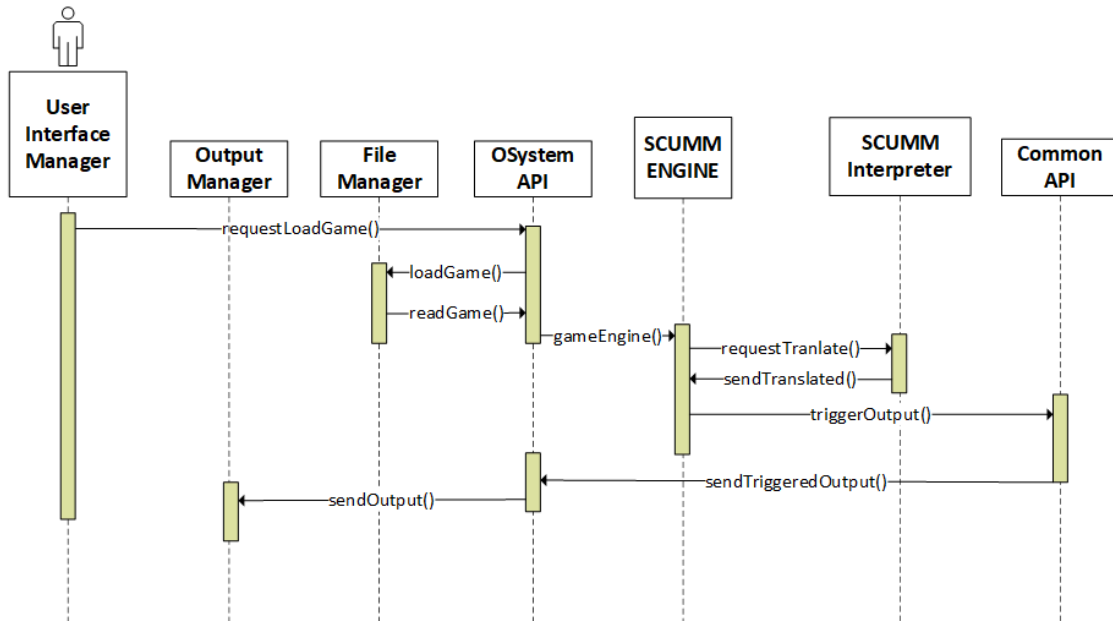 User
Interface
Manager
Output
Manager
File
Manager
OSystem
API
SCUMM
ENGINE
SCUMM
Interpreter
Common
API
requestLoadGame()
loadGame()
readGame()
gameEngine()
requestTranlate()
sendTranslated()
triggerOutput()
sendTriggeredOutput()
sendOutput()